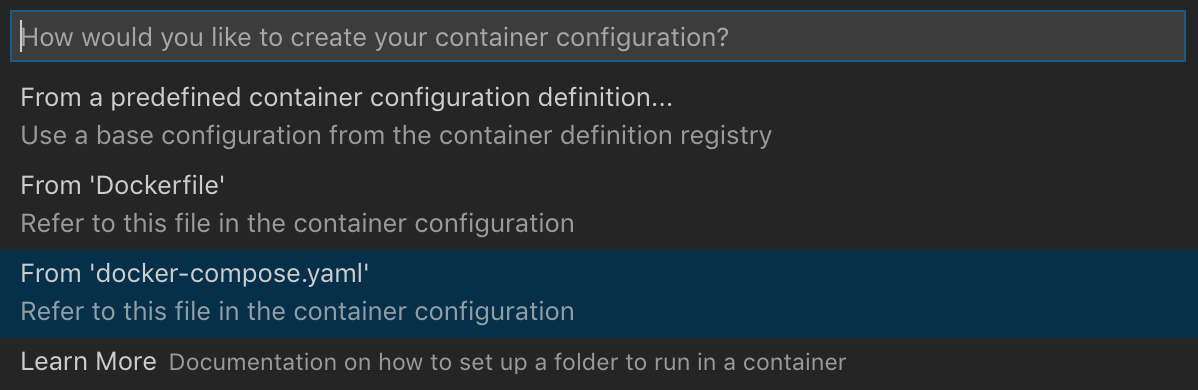 How would you like to create your container configuration?
From a predefined container configuration definition...
Use a base configuration from the container definition registry
From 'Dockerfile'
Refer to this file in the container configuration
From 'docker-compose.yaml'
Refer to this file in the container configuration
Learn More Documentation on how to set up a folder to run in a container